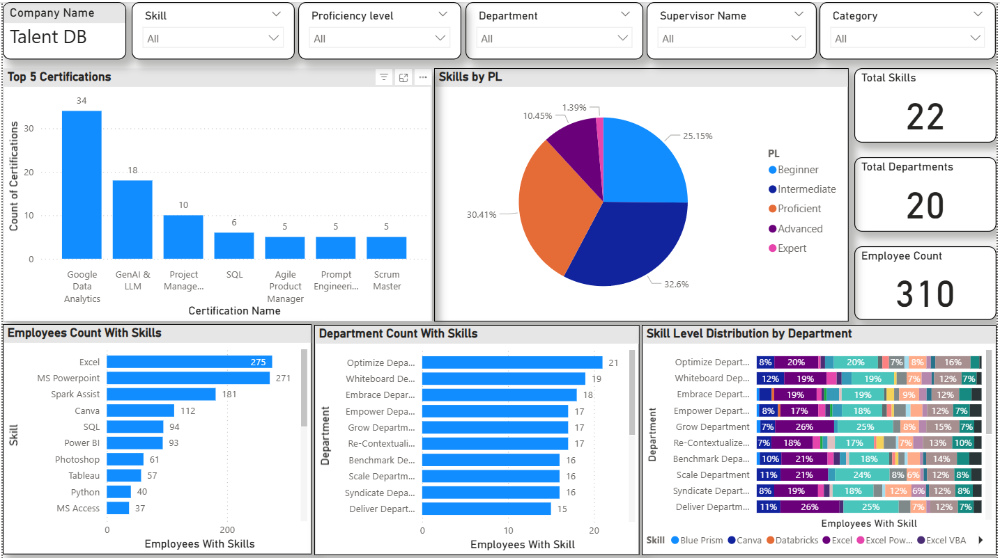 Company Name
Talent DB
Skill
All
Proficiency level
All
Department
All
Supervisor Name
All
Category
All
Top 5 Certifications
Count of Certifications
30
20
10
0
34
18
10
6
5
5
5
Google
Data
Analytics
GenAI &
LLM
Project
Manage...
SQL
Agile
Product
Manager
Prompt
Engineeri...
Scrum
Master
Certification Name
Skills by PL
1.39%
10.45%
25.15%
30.41%
32.6%
PL
Beginner
Intermediate
Proficient
Advanced
Expert
Total Skills
22
Total Departments
20
Employee Count
310
Employees Count With Skills
Skill
Excel 275
MS Powerpoint 271
Spark Assist 181
Canva 112
SQL 94
Power BI 93
Photoshop 61
Tableau 57
Python 40
MS Access 37
0 200
Employees With Skills
Department Count With Skills
Department
Optimize Depa... 21
Whiteboard De... 19
Embrace Depar... 18
Empower Depa... 17
Grow Departm... 17
Re-Contextuali... 17
Benchmark De... 16
Scale Departm... 16
Syndicate Depa... 16
Deliver Depart... 15
0 10 20
Employees With Skill
Skill Level Distribution by Department
Department
Optimize Depart... 8% 20% 20% 7% 8% 16%
Whiteboard Dep... 12% 19% 19% 7% 12% 7%
Embrace Depart... 19% 19% 9% 12%
Empower Depart... 8% 17% 18% 12% 7%
Grow Department 7% 26% 25% 8% 15% 7%
Re-Contextualize... 7% 18% 17% 7% 13% 10%
Benchmark Depa... 10% 21% 18% 14%
Scale Department 11% 21% 24% 8% 6% 12% 8%
Syndicate Depart... 8% 19% 18% 12% 6% 12% 8%
Deliver Departm... 11% 26% 25% 7% 12% 7%
Employees With Skill
Skill Blue Prism Canva Databricks Excel Excel Pow... Excel VBA